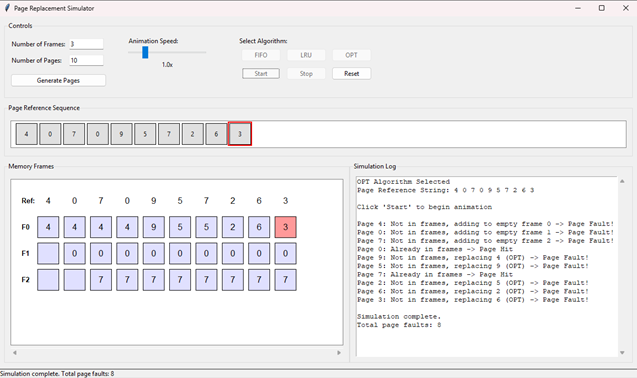 Page Replacement Simulator
Controls
Number of Frames: 3
Number of Pages: 10
Generate Pages
Animation Speed:
1.0x
Select Algorithm:
FIFO LRU OPT
Start Stop Reset
Page Reference Sequence
4 0 7 0 9 5 7 2 6 3
Memory Frames
Ref: 4 0 7 0 9 5 7 2 6 3
F0 4 4 4 4 9 5 5 2 6 3
F1 0 0 0 0 0 0 0 0 0
F2 7 7 7 7 7 7 7 7
Simulation Log
OPT Algorithm Selected
Page Reference String: 4 0 7 0 9 5 7 2 6 3
Click 'Start' to begin animation
Page 4: Not in frames, adding to empty frame 0 -> Page Fault!
Page 0: Not in frames, adding to empty frame 1 -> Page Fault!
Page 7: Not in frames, adding to empty frame 2 -> Page Fault!
Page 0: Already in frames -> Page Hit
Page 9: Not in frames, replacing 4 (OPT) -> Page Fault!
Page 5: Not in frames, replacing 9 (OPT) -> Page Fault!
Page 7: Already in frames -> Page Hit
Page 2: Not in frames, replacing 5 (OPT) -> Page Fault!
Page 6: Not in frames, replacing 2 (OPT) -> Page Fault!
Page 3: Not in frames, replacing 6 (OPT) -> Page Fault!
Simulation complete.
Total page faults: 8
Simulation complete. Total page faults: 8